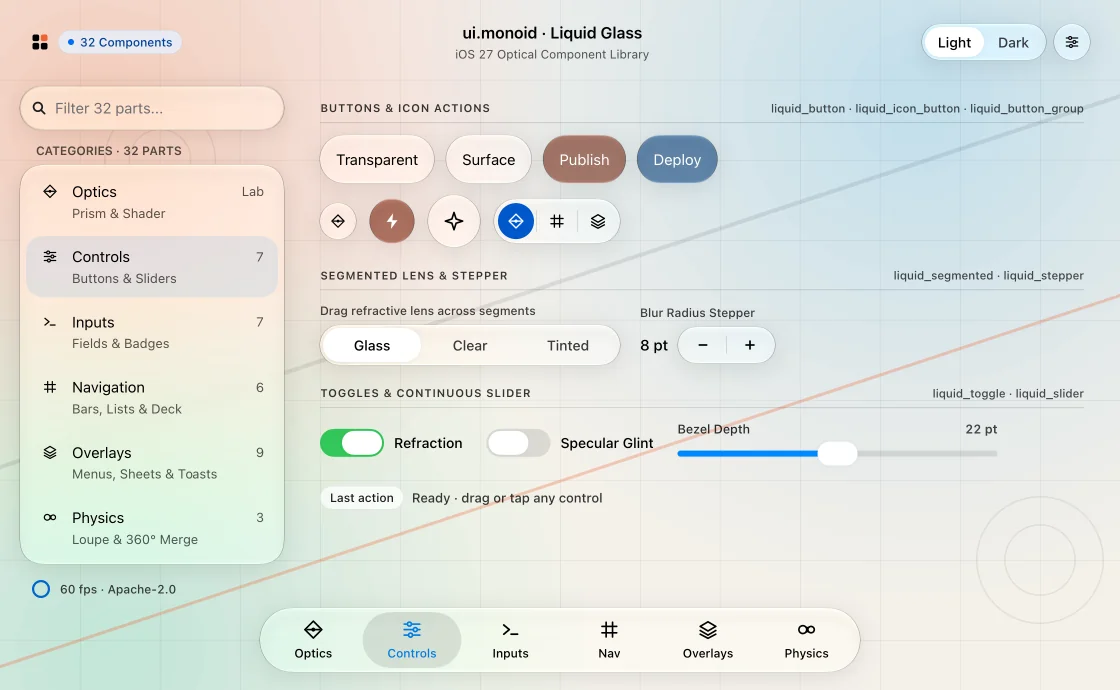 32 Components
ui.monoid · Liquid Glass
iOS 27 Optical Component Library
Light
Dark
Filter 32 parts...
CATEGORIES · 32 PARTS
Optics
Lab
Prism & Shader
Controls
7
Buttons & Sliders
Inputs
7
Fields & Badges
Navigation
6
Bars, Lists & Deck
Overlays
9
Menus, Sheets & Toasts
Physics
3
Loupe & 360° Merge
60 fps · Apache-2.0
BUTTONS & ICON ACTIONS
liquid_button · liquid_icon_button · liquid_button_group
Transparent
Surface
Publish
Deploy
SEGMENTED LENS & STEPPER
liquid_segmented · liquid_stepper
Drag refractive lens across segments
Glass
Clear
Tinted
Blur Radius Stepper
8 pt
TOGGLES & CONTINUOUS SLIDER
liquid_toggle · liquid_slider
Refraction
Specular Glint
Bezel Depth
22 pt
Last action
Ready · drag or tap any control
Optics
Controls
Inputs
Nav
Overlays
Physics